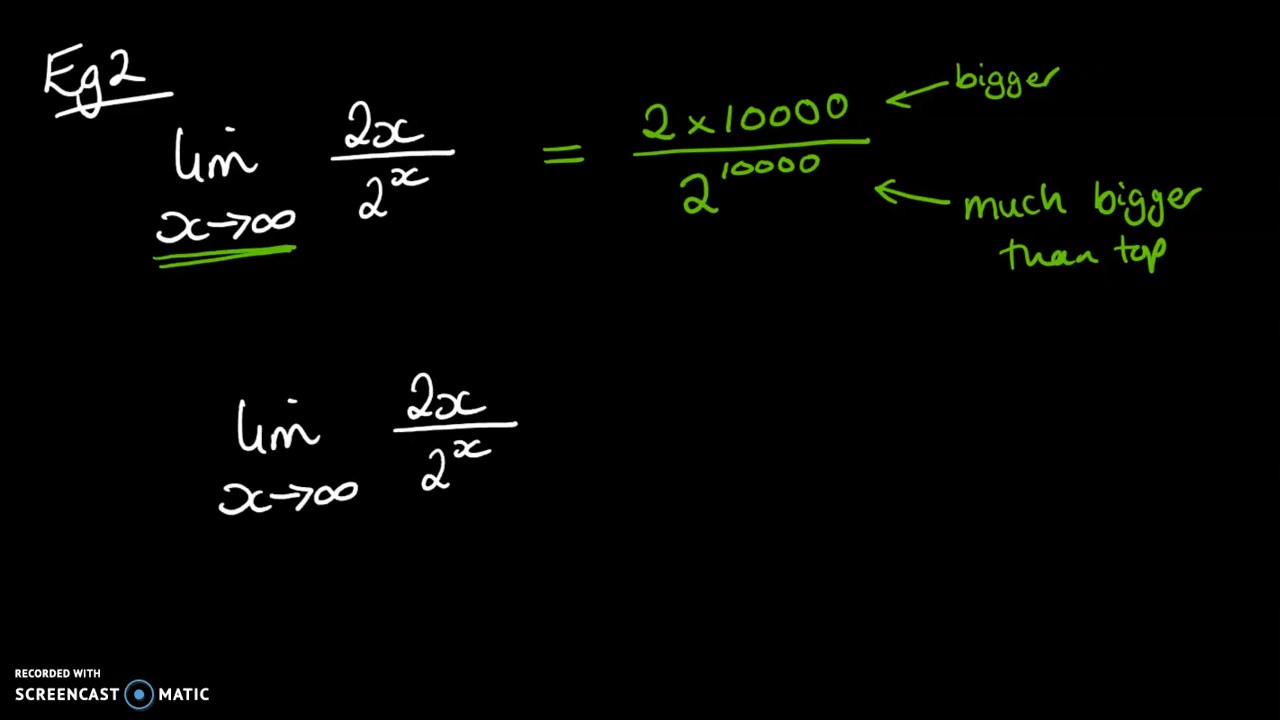 Eg2
lim x→∞ 2x/2^x = 2 × 10000/2^10000
← bigger
← much bigger
than top
lim x→∞ 2x/2^x
RECORDED WITH
SCREENCAST MATIC